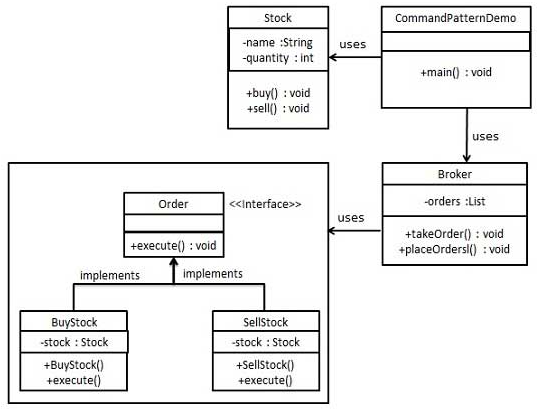 Stock
-name :String
-quantity : int
+buy() : void
+sell() : void
uses
CommandPatternDemo
+main() : void
uses
Broker
-orders :List
+takeOrder() : void
+placeOrdersl() : void
uses
Order
<<Interface>>
+execute() : void
implements
implements
BuyStock
-stock : Stock
+BuyStock()
+execute()
SellStock
-stock : Stock
+SellStock()
+execute()